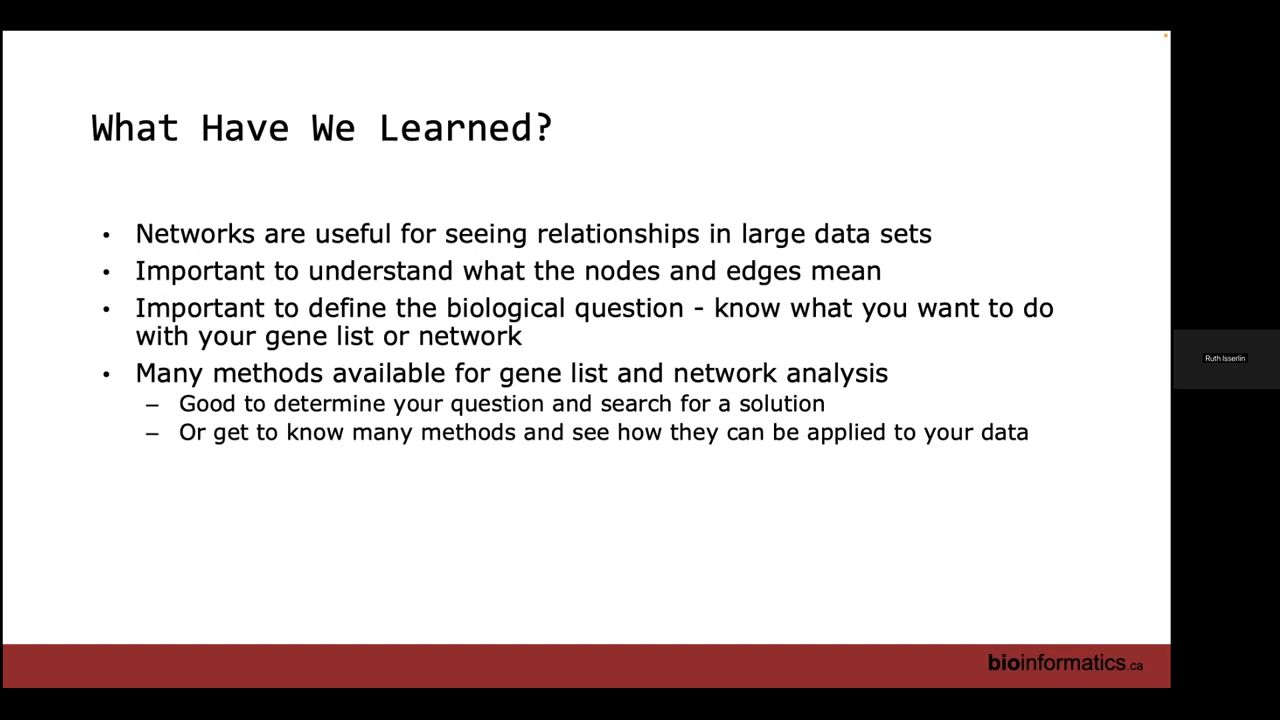 What Have We Learned?
• Networks are useful for seeing relationships in large data sets
• Important to understand what the nodes and edges mean
• Important to define the biological question - know what you want to do
with your gene list or network
• Many methods available for gene list and network analysis
– Good to determine your question and search for a solution
– Or get to know many methods and see how they can be applied to your data
Ruth Isserlin
bioinformatics.ca